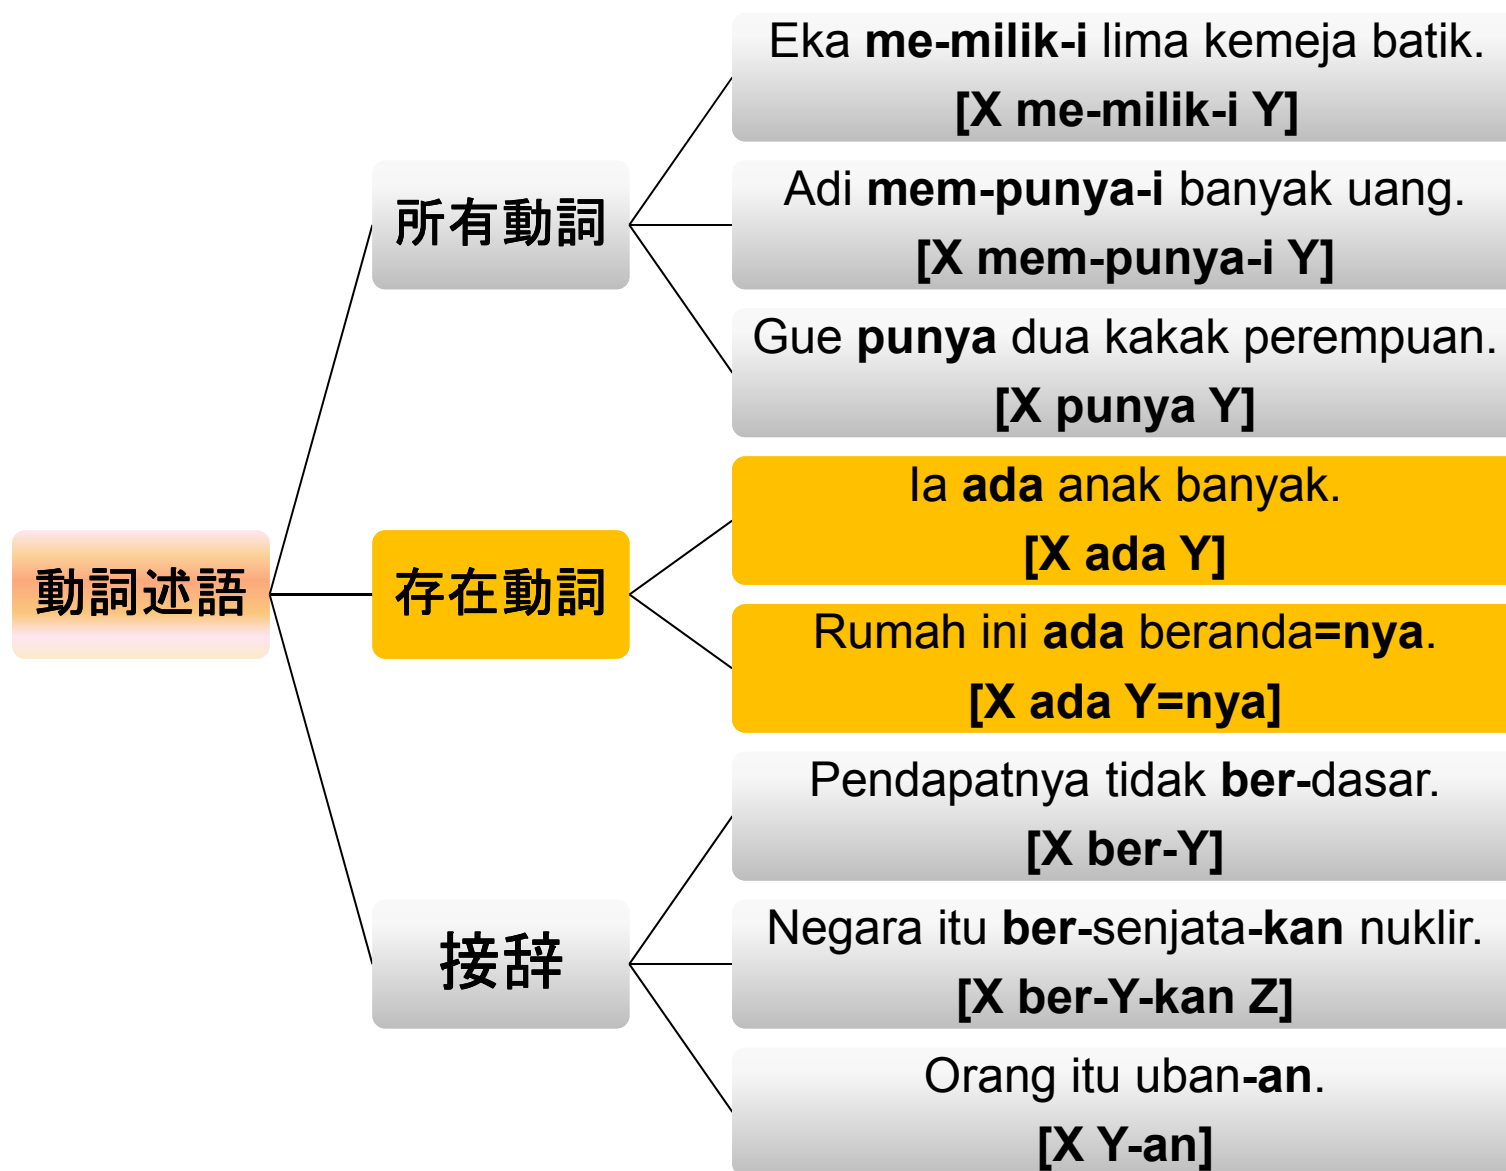 動詞述語
所有動詞
Eka me-milik-i lima kemeja batik.
[X me-milik-i Y]
Adi mem-punya-i banyak uang.
[X mem-punya-i Y]
Gue punya dua kakak perempuan.
[X punya Y]
存在動詞
Ia ada anak banyak.
[X ada Y]
Rumah ini ada beranda=nya.
[X ada Y=nya]
接辞
Pendapatnya tidak ber-dasar.
[X ber-Y]
Negara itu ber-senjata-kan nuklir.
[X ber-Y-kan Z]
Orang itu uban-an.
[X Y-an]